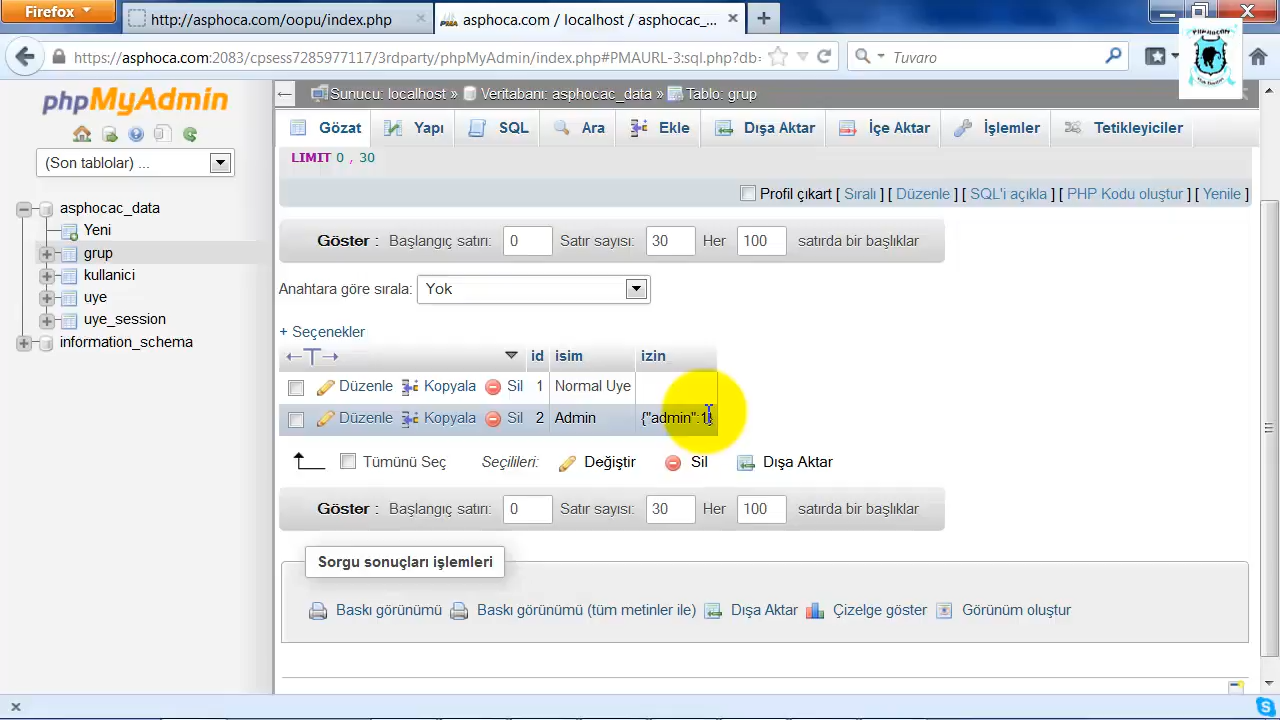 Firefox
http://asphoca.com/oopu/index.php
asphoca.com / localhost / asphocac_...
https://asphoca.com:2083/cpsess7285977117/3rdparty/phpMyAdmin/index.php#PMAURL-3:sql.php?db=
Tuvaro
phpMyAdmin
(Son tablolar) ...
asphocac_data
Yeni
grup
kullanici
uye
uye_session
information_schema
Sunucu: localhost » Veritabanı: asphocac_data » Tablo: grup
Gözat Yapı SQL Ara Ekle Dışa Aktar İçe Aktar İşlemler Tetikleyiciler
LIMIT 0 , 30
Profil çıkart [ Sıralı ] [ Düzenle ] [ SQL'i açıkla ] [ PHP Kodu oluştur ] [ Yenile ]
Göster : Başlangıç satırı: 0 Satır sayısı: 30 Her 100 satırda bir başlıklar
Anahtara göre sırala: Yok
+ Seçenekler
←T→ id isim izin
Düzenle Kopyala Sil 1 Normal Uye
Düzenle Kopyala Sil 2 Admin {"admin":1}
Tümünü Seç Seçilileri: Değiştir Sil Dışa Aktar
Göster : Başlangıç satırı: 0 Satır sayısı: 30 Her 100 satırda bir başlıklar
Sorgu sonuçları işlemleri
Baskı görünümü Baskı görünümü (tüm metinler ile) Dışa Aktar Çizelge göster Görünüm oluştur